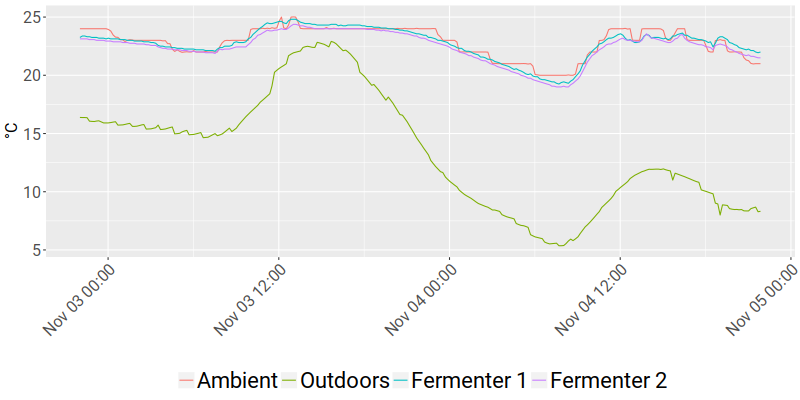 25
20
15
10
5
°C
Nov 03 00:00
Nov 03 12:00
Nov 04 00:00
Nov 04 12:00
Nov 05 00:00
Ambient Outdoors Fermenter 1 Fermenter 2